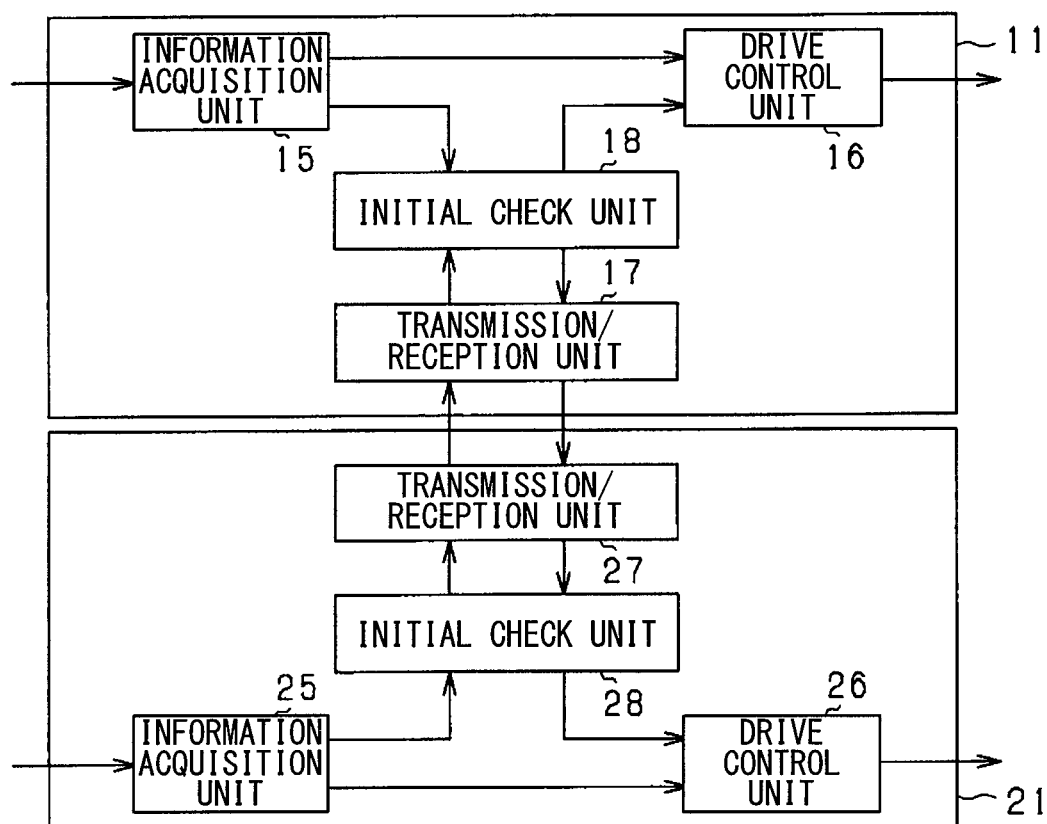 INFORMATION
ACQUISITION
UNIT
15
DRIVE
CONTROL
UNIT
16
11
18
INITIAL CHECK UNIT
17
TRANSMISSION/
RECEPTION UNIT
TRANSMISSION/
RECEPTION UNIT
27
INITIAL CHECK UNIT
28
25
INFORMATION
ACQUISITION
UNIT
26
DRIVE
CONTROL
UNIT
21